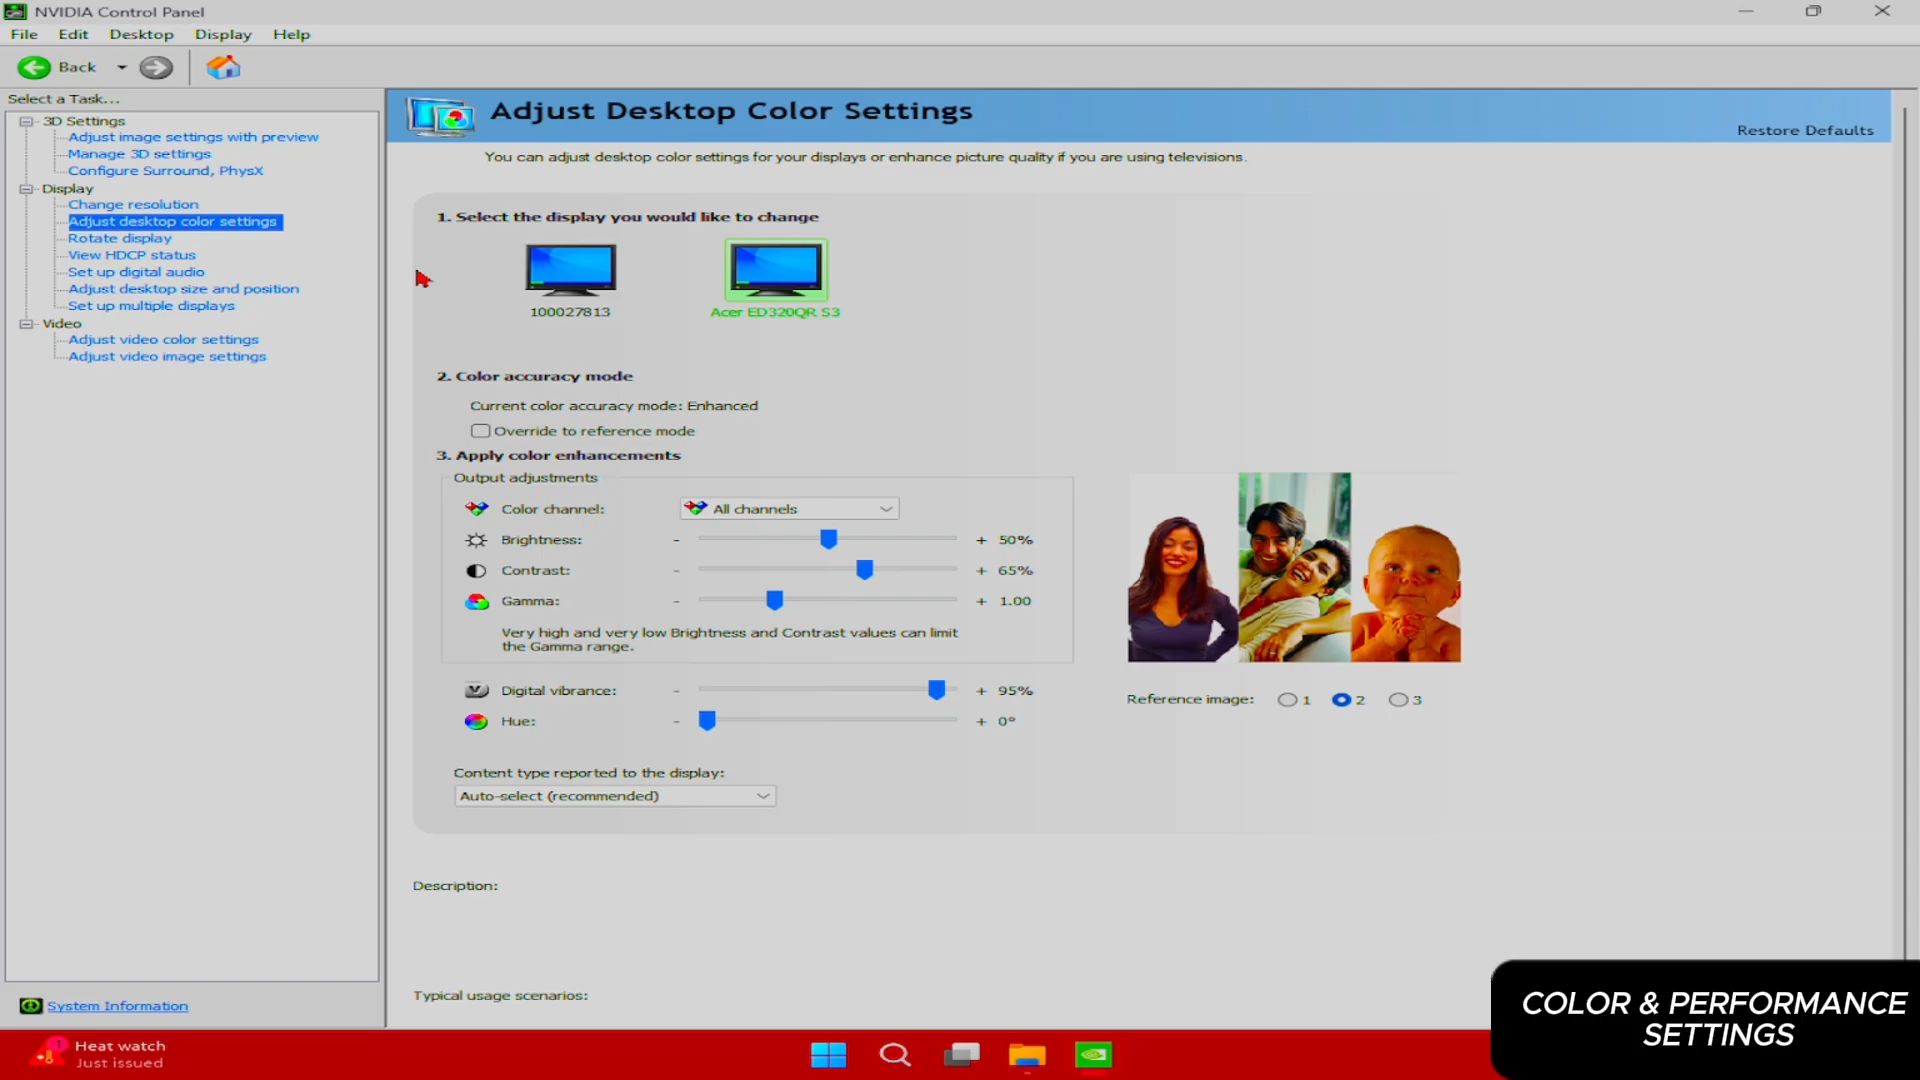 NVIDIA Control Panel
File Edit Desktop Display Help
Back
Select a Task...
3D Settings
Adjust image settings with preview
Manage 3D settings
Configure Surround, PhysX
Display
Change resolution
Adjust desktop color settings
Rotate display
View HDCP status
Set up digital audio
Adjust desktop size and position
Set up multiple displays
Video
Adjust video color settings
Adjust video image settings
System Information
Adjust Desktop Color Settings
Restore Defaults
You can adjust desktop color settings for your displays or enhance picture quality if you are using televisions.
1. Select the display you would like to change
100027813
Acer ED320QR S3
2. Color accuracy mode
Current color accuracy mode: Enhanced
Override to reference mode
3. Apply color enhancements
Output adjustments
Color channel: All channels
Brightness: - + 50%
Contrast: - + 65%
Gamma: - + 1.00
Very high and very low Brightness and Contrast values can limit
the Gamma range.
Digital vibrance: - + 95%
Hue: - + 0°
Reference image: 1 2 3
Content type reported to the display:
Auto-select (recommended)
Description:
Typical usage scenarios:
COLOR & PERFORMANCE
SETTINGS
1
Heat watch
Just issued